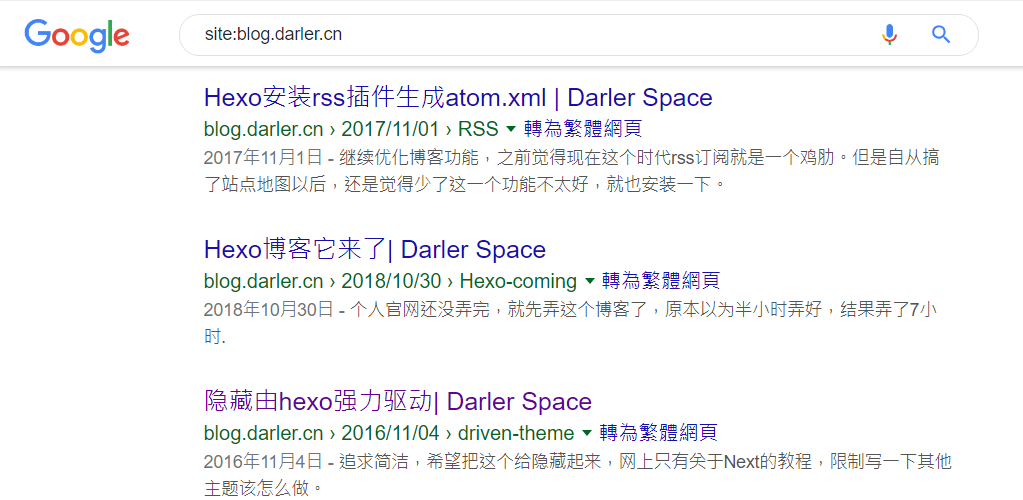 Google site:blog.darler.cn
Hexo安装rss插件生成atom.xml | Darler Space
blog.darler.cn › 2017/11/01 › RSS ▼ 轉為繁體網頁
2017年11月1日 - 继续优化博客功能，之前觉得现在这个时代rss订阅就是一个鸡肋。但是自从搞
了站点地图以后，还是觉得少了这一个功能不太好，就也安装一下。
Hexo博客它来了| Darler Space
blog.darler.cn › 2018/10/30 › Hexo-coming ▼ 轉為繁體網頁
2018年10月30日 - 个人官网还没弄完，就先弄这个博客了，原本以为半小时弄好，结果弄了7小
时.
隐藏由hexo强力驱动| Darler Space
blog.darler.cn › 2016/11/04 › driven-theme ▼ 轉為繁體網頁
2016年11月4日 - 追求简洁，希望把这个给隐藏起来，网上只有关于Next的教程，限制写一下其他
主题该怎么做。